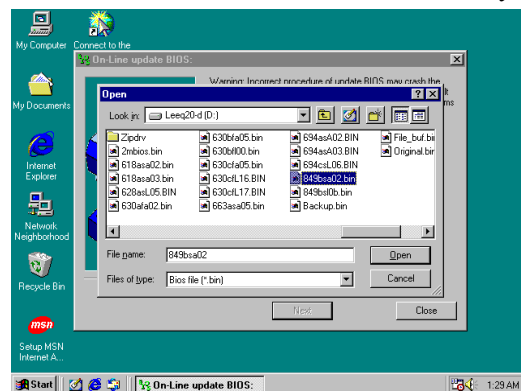 My Computer
Connect to the
On-Line update BIOS:
Warning: Incorrect procedure of update BIOS may crash the
Open
Look in: Leeq20-d (D:)
My Documents
Zipdrv
2mbios.bin
618asa02.bin
618asa03.bin
628asL05.BIN
630afa02.bin
630bfa05.bin
630bfl00.bin
630cfa05.bin
630cfL16.BIN
630cfL17.BIN
663asa05.bin
694asA02.BIN
694asA03.BIN
694csL06.BIN
849bsa02.bin
849bsl0b.bin
Backup.bin
File_buf.bin
Original.bin
Internet
Explorer
Network
Neighborhood
File name: 849bsa02
Open
Files of type: Bios file (*.bin)
Cancel
Recycle Bin
Next
Close
msn
Setup MSN
Internet A...
Start
On-Line update BIOS:
1:29 AM